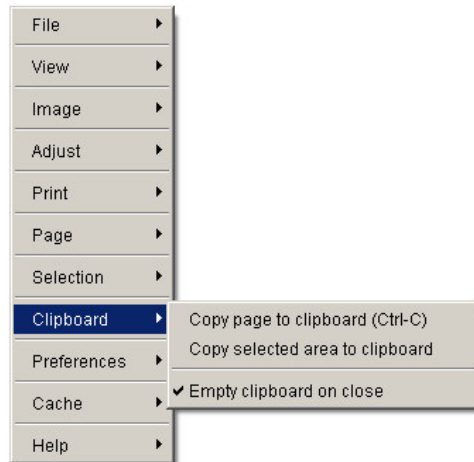 File
View
Image
Adjust
Print
Page
Selection
Clipboard
Copy page to clipboard (Ctrl-C)
Copy selected area to clipboard
Empty clipboard on close
Preferences
Cache
Help